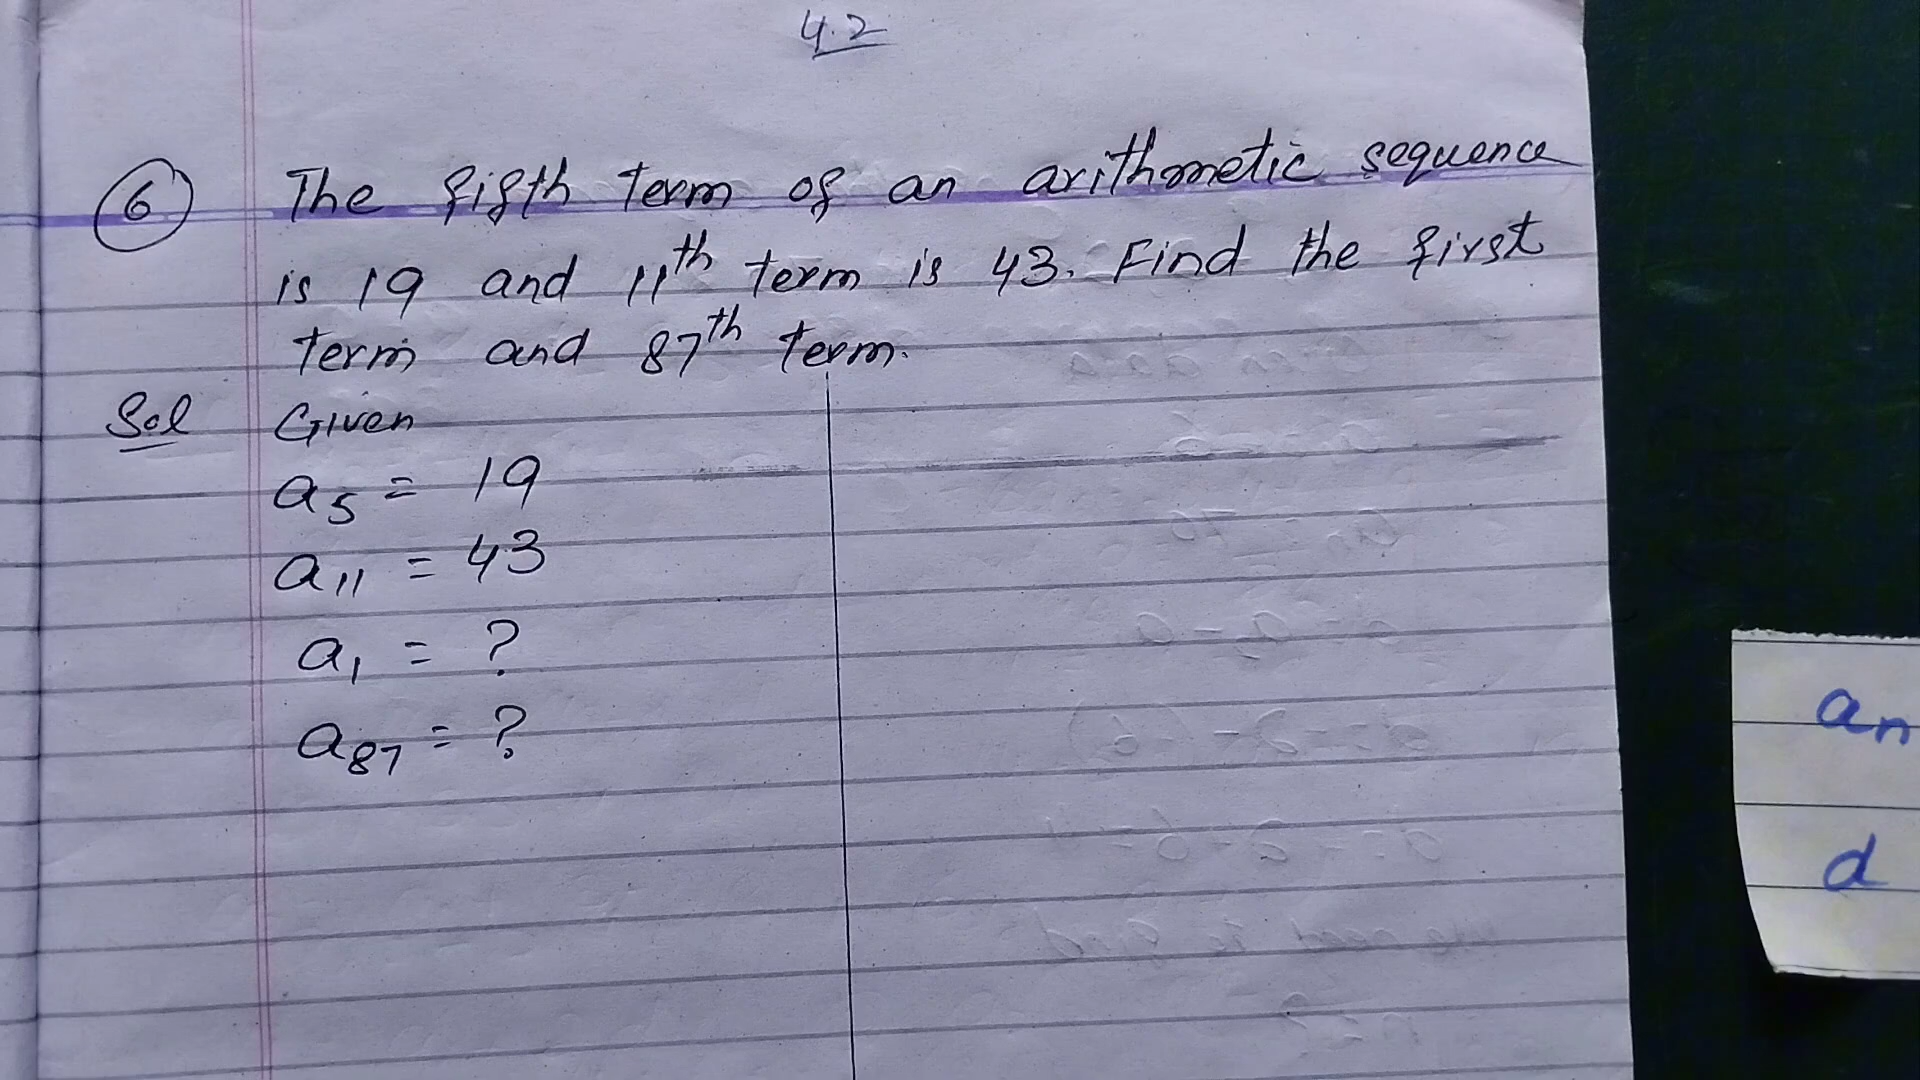 4.2
6 The fifth term of an arithmetic sequence
is 19 and 11th term is 43. Find the first
term and 87th term.
Sol Given
a5 = 19
a11 = 43
a1 = ?
a87 = ?
an
d